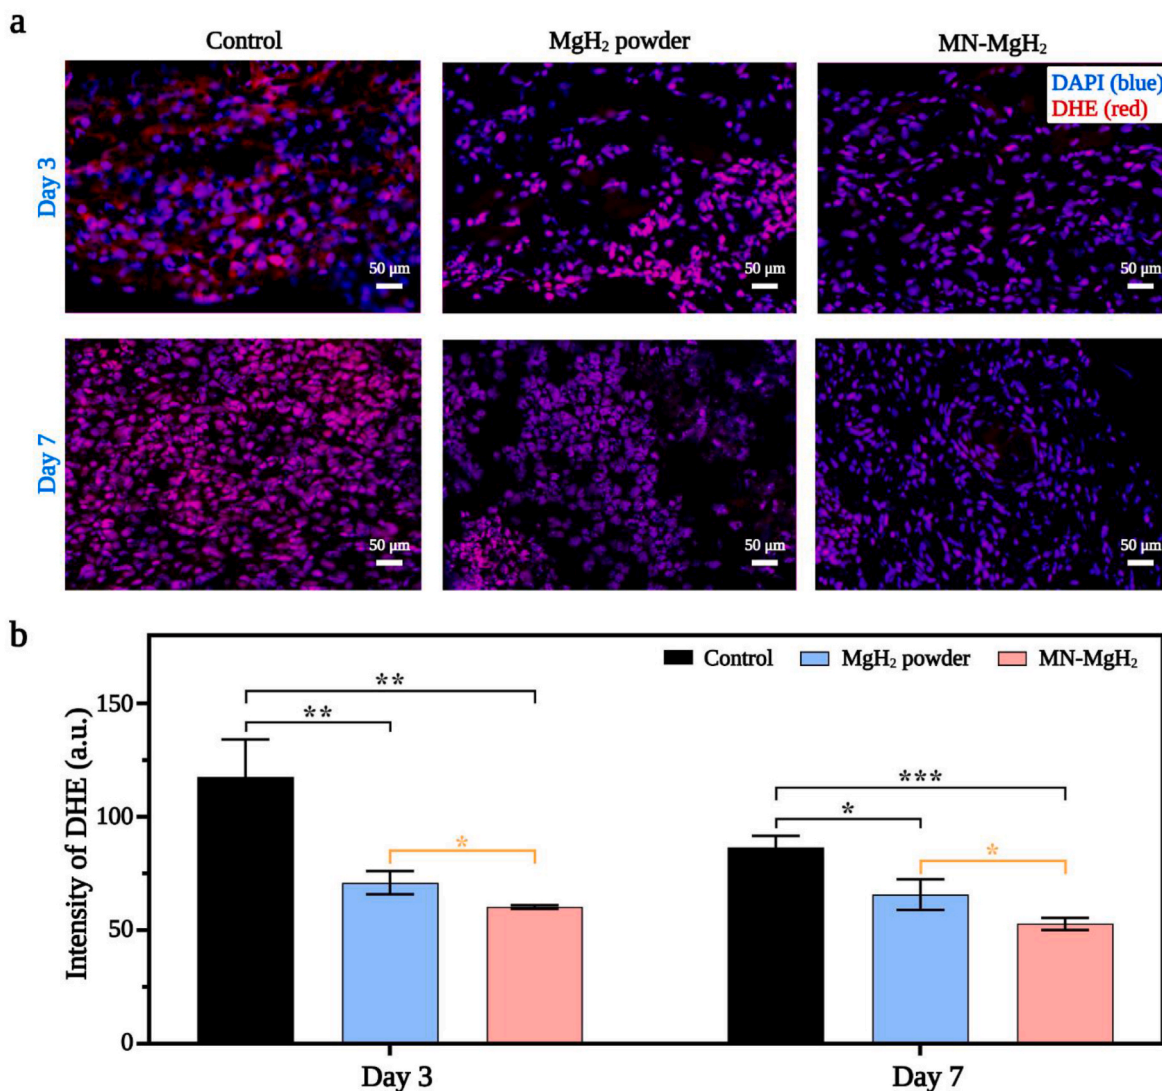 a
Control
MgH₂ powder
MN-MgH₂
DAPI (blue)
DHE (red)
Day 3
50 μm
50 μm
50 μm
Day 7
50 μm
50 μm
50 μm
b
Control
MgH₂ powder
MN-MgH₂
Intensity of DHE (a.u.)
150
100
50
0
**
**
*
***
*
*
Day 3
Day 7